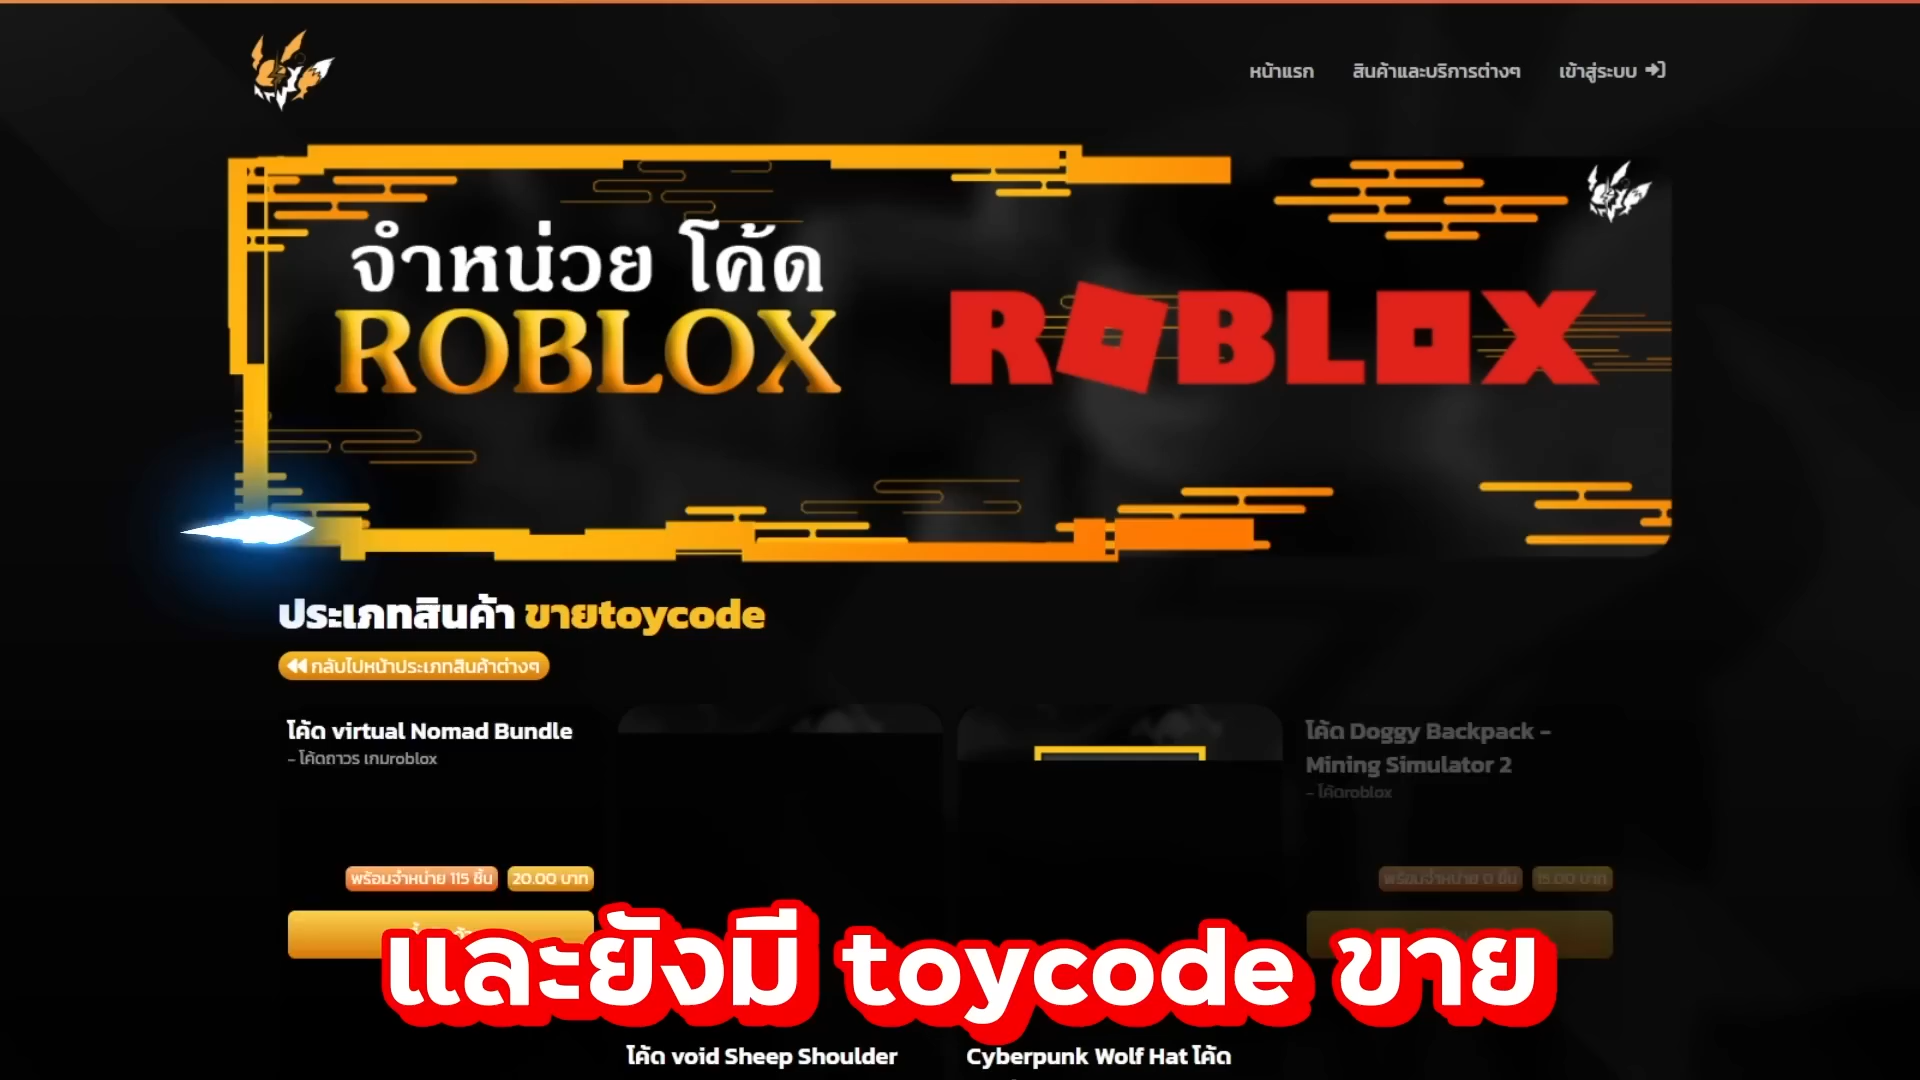 หน้าแรก สินค้าและบริการต่างๆ เข้าสู่ระบบ
จำหน่วย โค้ด
ROBLOX
ROBLOX
ประเภทสินค้า ขายtoycode
กลับไปหน้าประเภทสินค้าต่างๆ
โค้ด virtual Nomad Bundle
- โค้ดถาวร เกมroblox
พร้อมจำหน่าย 115 ชิ้น 20.00 บาท
โค้ด Doggy Backpack -
Mining Simulator 2
- โค้ดroblox
พร้อมจำหน่าย 0 ชิ้น 15.00 บาท
และยังมี toycode ขาย
โค้ด void Sheep Shoulder
Cyberpunk Wolf Hat โค้ด